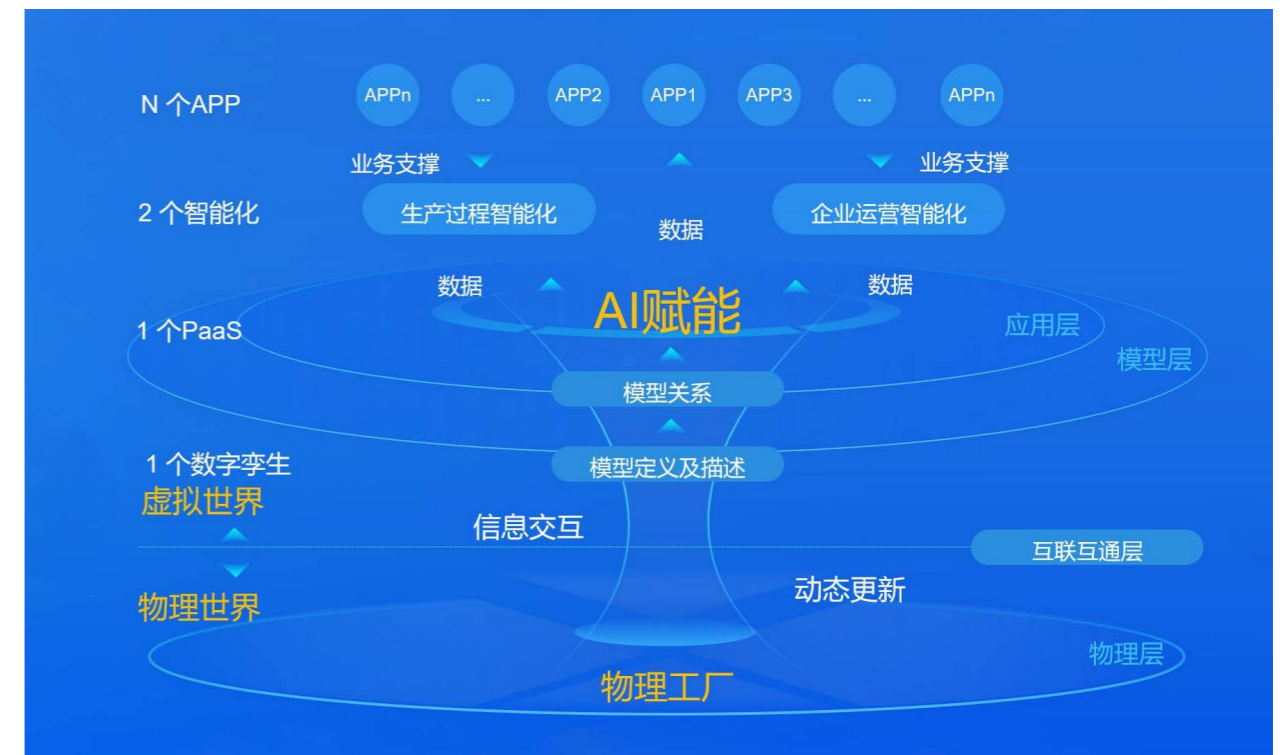 N 个APP
APPn
...
APP2
APP1
APP3
...
APPn
业务支撑
业务支撑
2 个智能化
生产过程智能化
企业运营智能化
数据
数据
数据
AI赋能
1 个PaaS
应用层
模型层
模型关系
1 个数字孪生
模型定义及描述
虚拟世界
信息交互
互联互通层
动态更新
物理世界
物理层
物理工厂